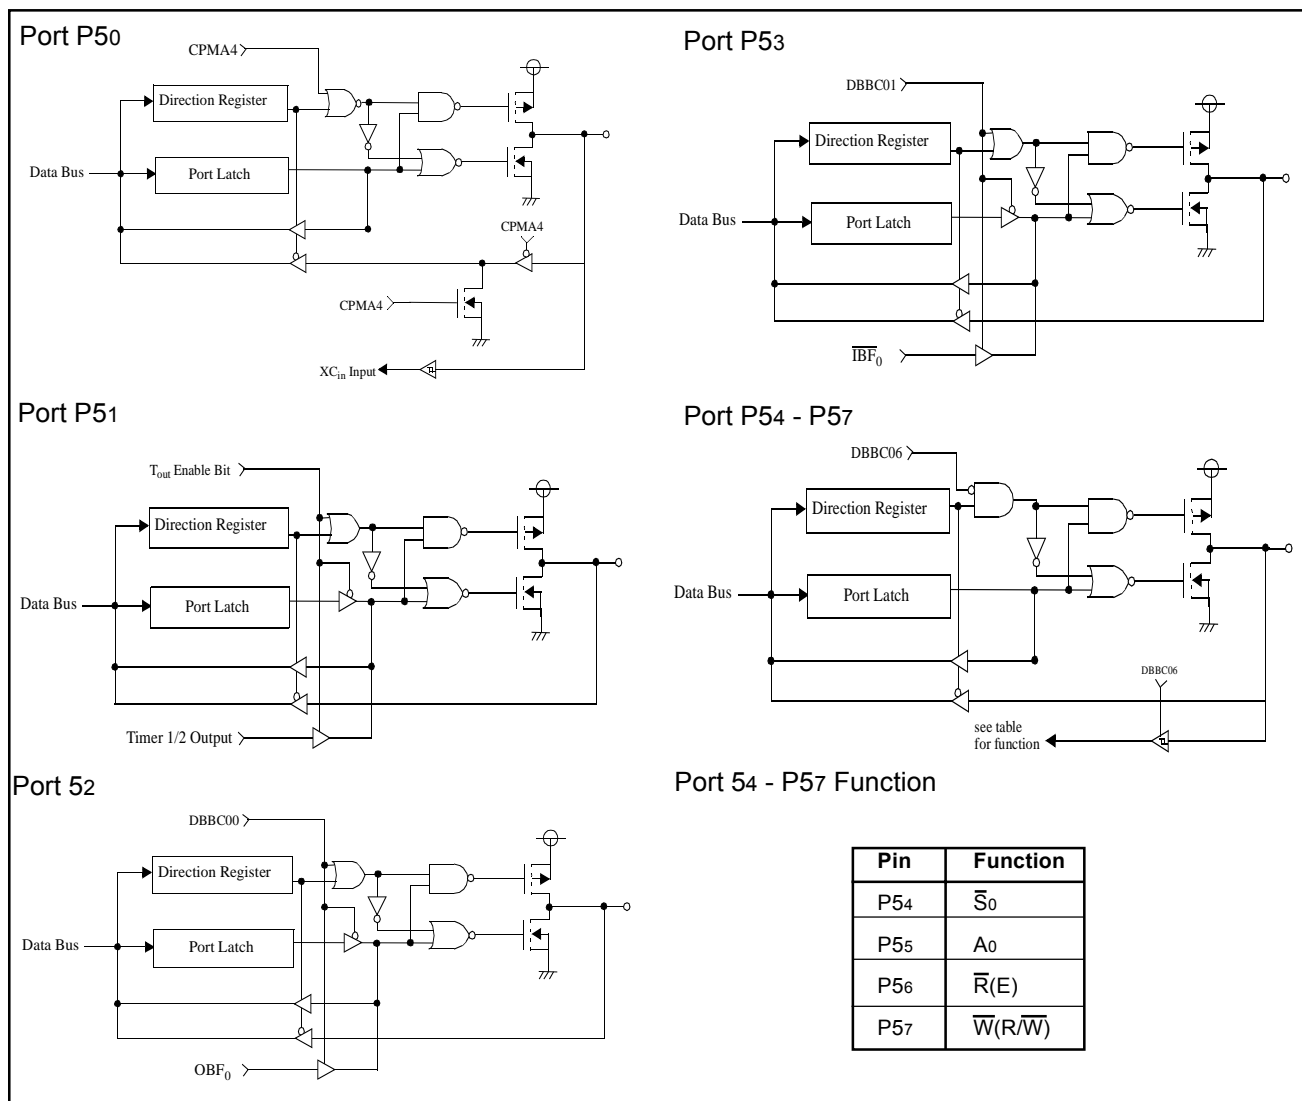 Port P50
CPMA4
Direction Register
Data Bus
Port Latch
CPMA4
CPMA4
XCin Input
Port P51
Tout Enable Bit
Direction Register
Data Bus
Port Latch
Timer 1/2 Output
Port 52
DBBC00
Direction Register
Data Bus
Port Latch
OBF0
Port P53
DBBC01
Direction Register
Data Bus
Port Latch
I̅B̅F̅0
Port P54 - P57
DBBC06
Direction Register
Data Bus
Port Latch
DBBC06
see table
for function
Port 54 - P57 Function
Pin Function
P54 S̅0
P55 A0
P56 R̅(E)
P57 W̅(R/W̅)